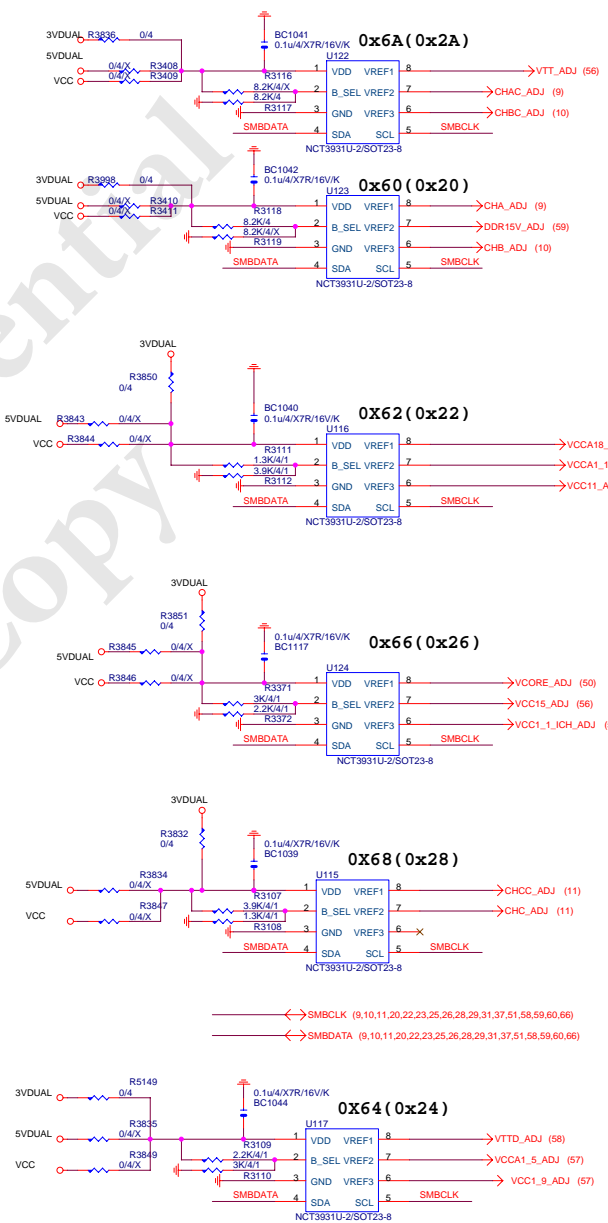 3VDUAL R3836 0/4
5VDUAL
0/4/X R3408
VCC 0/4/X R3409
BC1041
0.1u/4/X7R/16V/K
0x6A(0x2A)
U122
R3116
8.2K/4/X
8.2K/4
R3117
1 VDD VREF1 8 VTT_ADJ (56)
2 B_SEL VREF2 7 CHAC_ADJ (9)
3 GND VREF3 6 CHBC_ADJ (10)
SMBDATA 4 SDA SCL 5 SMBCLK
NCT3931U-2/SOT23-8
3VDUAL R3998 0/4
5VDUAL 0/4/X R3410
VCC 0/4/X R3411
BC1042
0.1u/4/X7R/16V/K
0x60(0x20)
U123
R3118
8.2K/4
8.2K/4/X
R3119
1 VDD VREF1 8 CHA_ADJ (9)
2 B_SEL VREF2 7 DDR15V_ADJ (59)
3 GND VREF3 6 CHB_ADJ (10)
SMBDATA 4 SDA SCL 5 SMBCLK
NCT3931U-2/SOT23-8
3VDUAL
R3850
0/4
5VDUAL R3843 0/4/X
VCC R3844 0/4/X
BC1040
0.1u/4/X7R/16V/K
0X62(0x22)
U116
R3111
1.3K/4/1
3.9K/4/1
R3112
1 VDD VREF1 8 VCCA18_
2 B_SEL VREF2 7 VCCA1_1
3 GND VREF3 6 VCC11_A
SMBDATA 4 SDA SCL 5 SMBCLK
NCT3931U-2/SOT23-8
3VDUAL
R3851
0/4
5VDUAL R3845 0/4/X
VCC R3846 0/4/X
0.1u/4/X7R/16V/K
BC1117
0x66(0x26)
U124
R3371
3K/4/1
2.2K/4/1
R3372
1 VDD VREF1 8 VCORE_ADJ (50)
2 B_SEL VREF2 7 VCC15_ADJ (56)
3 GND VREF3 6 VCC1_1_ICH_ADJ (
SMBDATA 4 SDA SCL 5 SMBCLK
NCT3931U-2/SOT23-8
3VDUAL
R3832
0/4
5VDUAL R3834 0/4/X
VCC R3847 0/4/X
0.1u/4/X7R/16V/K
BC1039
0X68(0x28)
U115
R3107
3.9K/4/1
1.3K/4/1
R3108
1 VDD VREF1 8 CHCC_ADJ (11)
2 B_SEL VREF2 7 CHC_ADJ (11)
3 GND VREF3 6
SMBDATA 4 SDA SCL 5 SMBCLK
NCT3931U-2/SOT23-8
SMBCLK (9,10,11,20,22,23,25,26,28,29,31,37,51,58,59,60,66)
SMBDATA (9,10,11,20,22,23,25,26,28,29,31,37,51,58,59,60,66)
3VDUAL R5149 0/4
5VDUAL R3835 0/4/X
VCC R3849 0/4/X
0.1u/4/X7R/16V/K
BC1044
0X64(0x24)
U117
R3109
2.2K/4/1
3K/4/1
R3110
1 VDD VREF1 8 VTTD_ADJ (58)
2 B_SEL VREF2 7 VCCA1_5_ADJ (57)
3 GND VREF3 6 VCC1_9_ADJ (57)
SMBDATA 4 SDA SCL 5 SMBCLK
NCT3931U-2/SOT23-8
ential
Copy